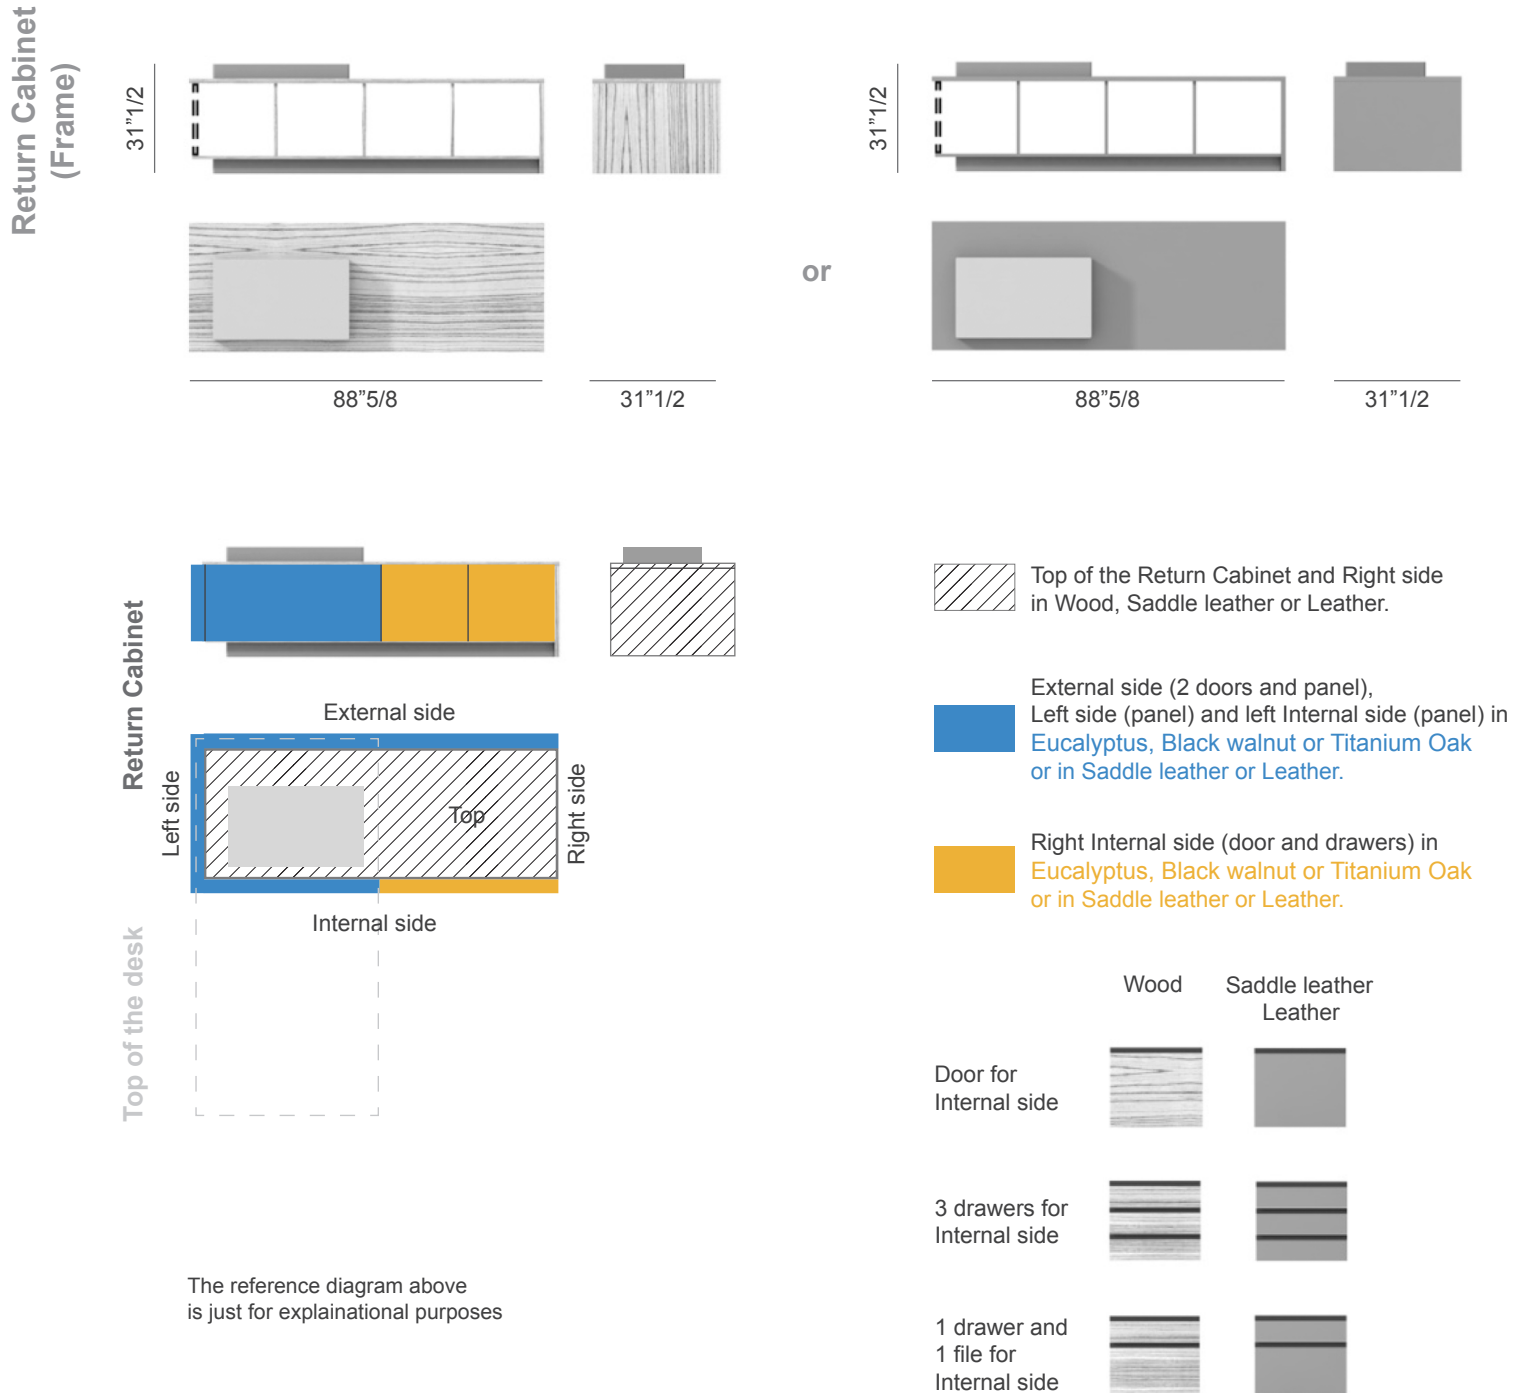 Return Cabinet
(Frame)
31”1/2
31”1/2
or
88”5/8
31”1/2
88”5/8
31”1/2
Return Cabinet
External side
Left side
Top
Right side
Internal side
Top of the desk
The reference diagram above
is just for explainational purposes
Top of the Return Cabinet and Right side
in Wood, Saddle leather or Leather.
External side (2 doors and panel),
Left side (panel) and left Internal side (panel) in
Eucalyptus, Black walnut or Titanium Oak
or in Saddle leather or Leather.
Right Internal side (door and drawers) in
Eucalyptus, Black walnut or Titanium Oak
or in Saddle leather or Leather.
Wood
Saddle leather
Leather
Door for
Internal side
3 drawers for
Internal side
1 drawer and
1 file for
Internal side